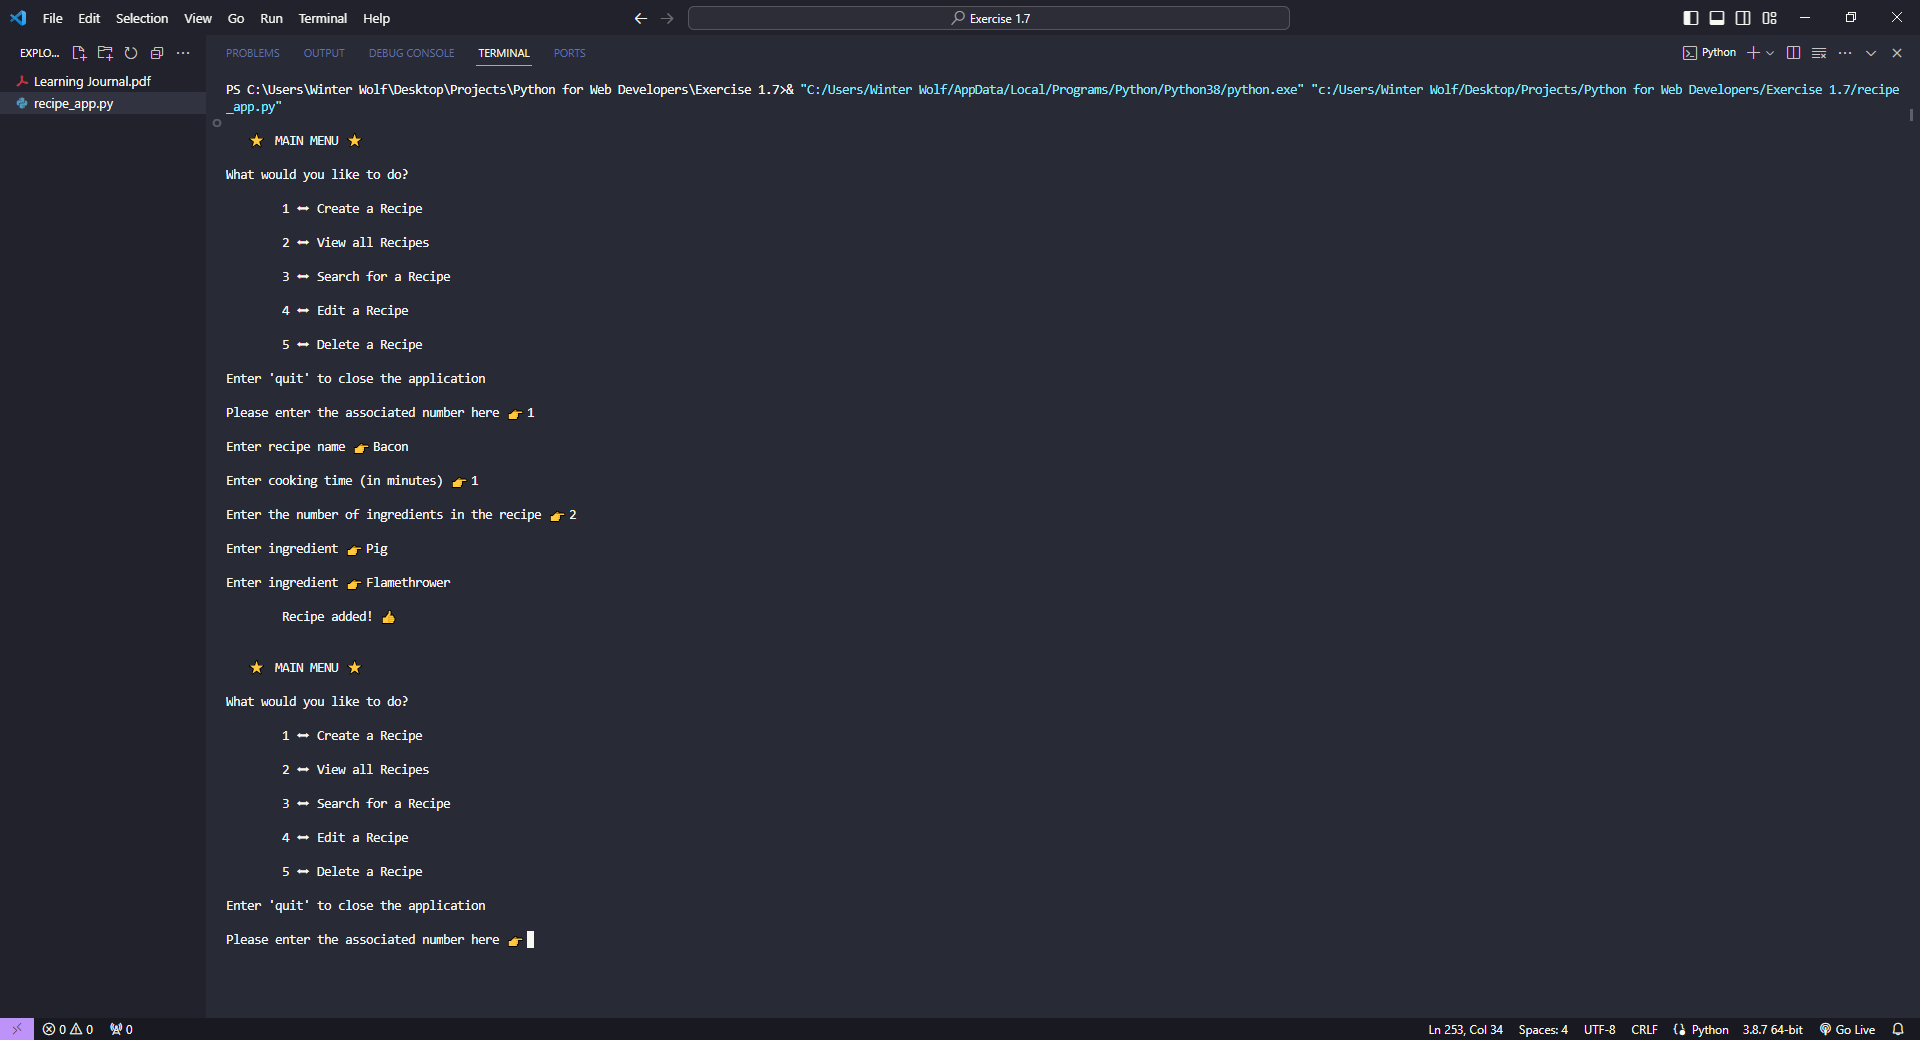 File Edit Selection View Go Run Terminal Help
Exercise 1.7
EXPLO...
PROBLEMS OUTPUT DEBUG CONSOLE TERMINAL PORTS
Python
Learning Journal.pdf
recipe_app.py
PS C:\Users\Winter Wolf\Desktop\Projects\Python for Web Developers\Exercise 1.7>& "C:/Users/Winter Wolf/AppData/Local/Programs/Python/Python38/python.exe" "c:/Users/Winter Wolf/Desktop/Projects/Python for Web Developers/Exercise 1.7/recipe
_app.py"
⭐ MAIN MENU ⭐
What would you like to do?
1 ↔ Create a Recipe
2 ↔ View all Recipes
3 ↔ Search for a Recipe
4 ↔ Edit a Recipe
5 ↔ Delete a Recipe
Enter 'quit' to close the application
Please enter the associated number here 👉 1
Enter recipe name 👉 Bacon
Enter cooking time (in minutes) 👉 1
Enter the number of ingredients in the recipe 👉 2
Enter ingredient 👉 Pig
Enter ingredient 👉 Flamethrower
Recipe added! 👍
⭐ MAIN MENU ⭐
What would you like to do?
1 ↔ Create a Recipe
2 ↔ View all Recipes
3 ↔ Search for a Recipe
4 ↔ Edit a Recipe
5 ↔ Delete a Recipe
Enter 'quit' to close the application
Please enter the associated number here 👉
0 0 0
Ln 253, Col 34 Spaces: 4 UTF-8 CRLF Python 3.8.7 64-bit Go Live